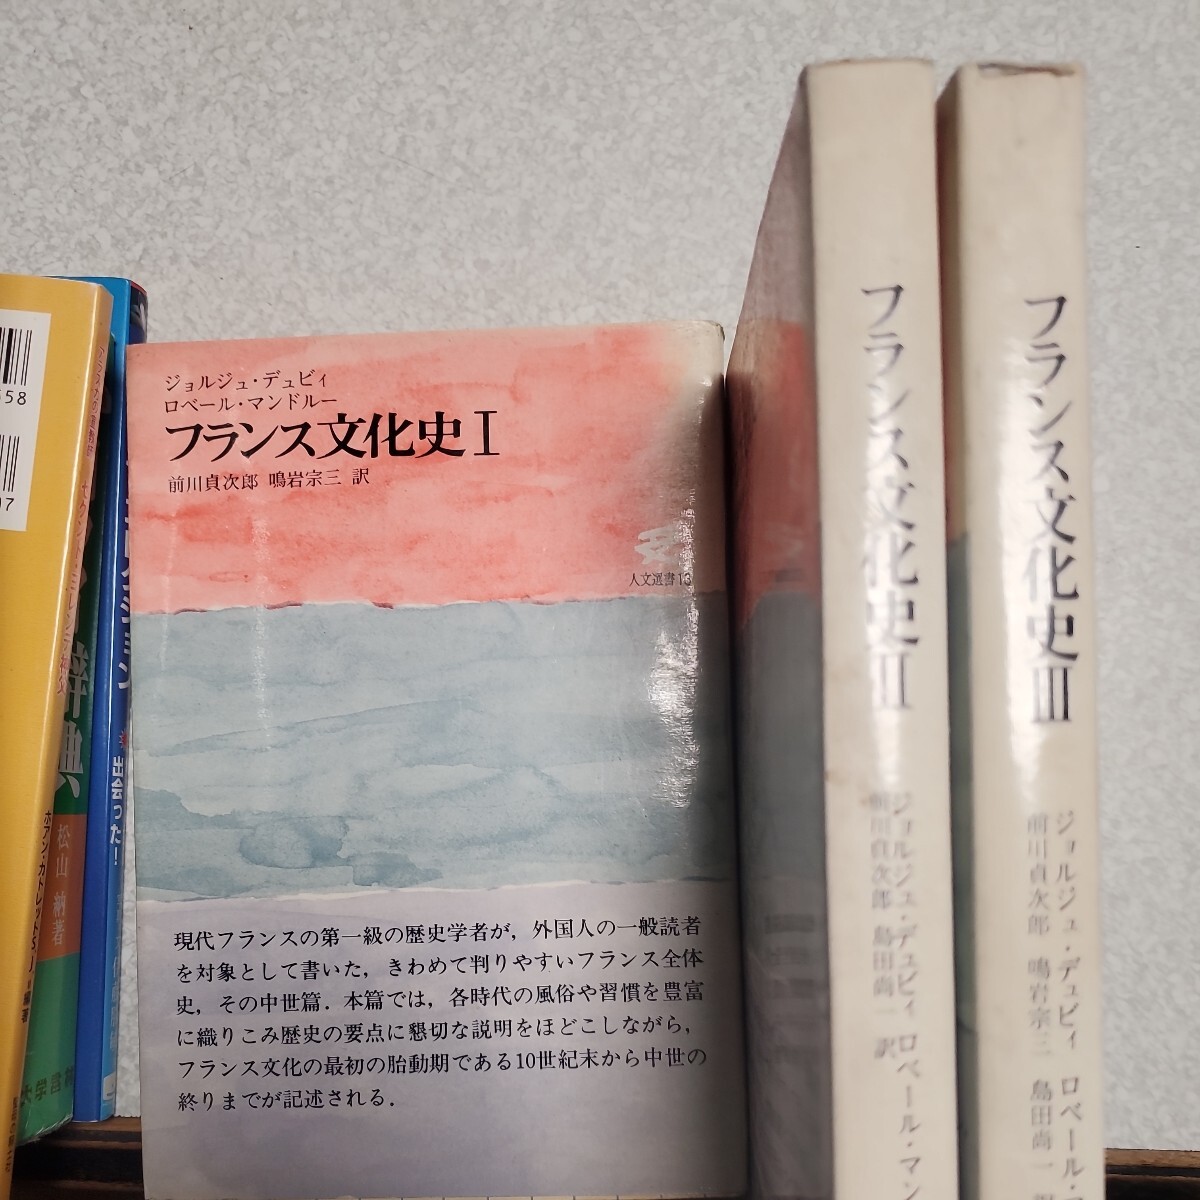 ジョルジュ・デュビィ
ロベール・マンドルー
フランス文化史I
前川貞次郎 鳴岩宗三 訳
人文選書13
現代フランスの第一級の歴史学者が，外国人の一般読者
を対象として書いた，きわめて判りやすいフランス全体
史，その中世篇．本篇では，各時代の風俗や習慣を豊富
に織りこみ歴史の要点に懇切な説明をほどこしながら，
フランス文化の最初の胎動期である10世紀末から中世の
終りまでが記述される．
フランス文化史II
ジョルジュ・デュビィ ロベール・マン
前川貞次郎 島田尚一 訳
フランス文化史III
ジョルジュ・デュビィ ロベール・
前川貞次郎 鳴岩宗三 島田尚一
辞典
松山 納著
大学書林
出会った!
ホアン・カトレット S.J.編著